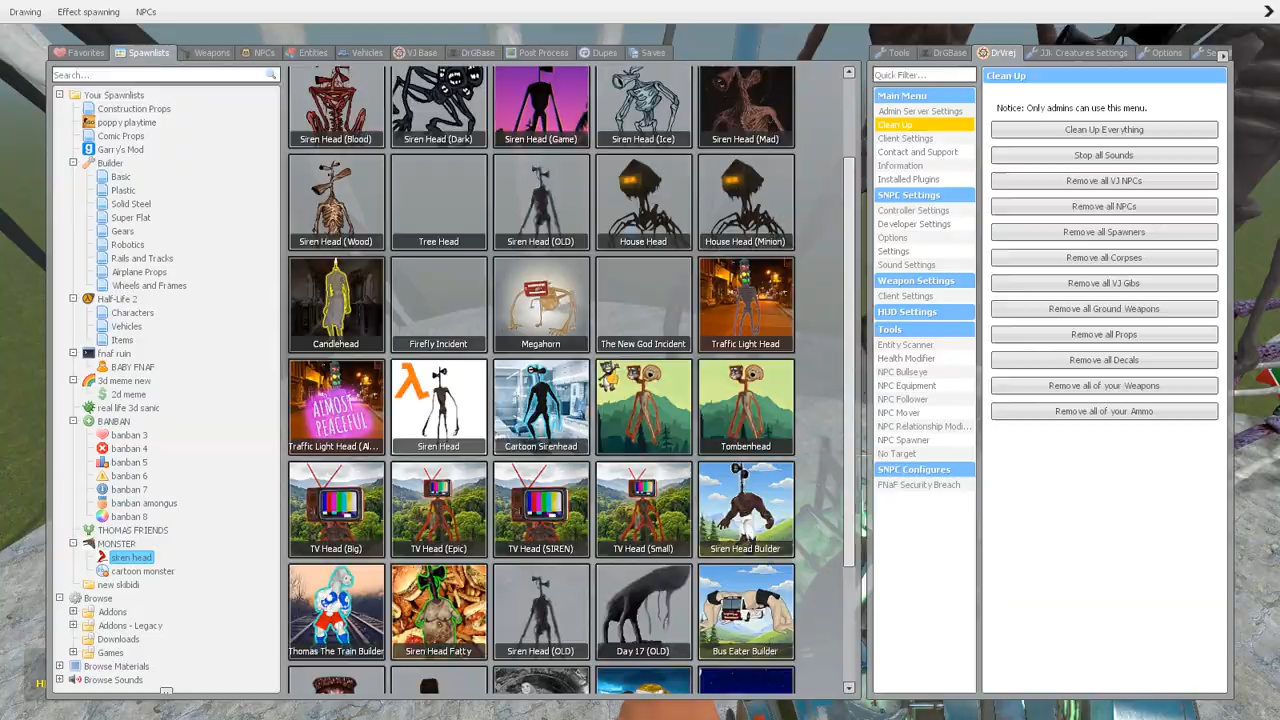 Drawing Effect spawning NPCs
Favorites Spawnlists Weapons NPCs Entities Vehicles VJ Base DrGBase Post Process Dupes Saves
Search...
Your Spawnlists
Construction Props
poppy playtime
Comic Props
Garry's Mod
Builder
Basic
Plastic
Solid Steel
Super Flat
Gears
Robotics
Rails and Tracks
Airplane Props
Wheels and Frames
Half-Life 2
Characters
Vehicles
Items
fnaf ruin
BABY FNAF
3d meme new
2d meme
real life 3d sanic
BANBAN
banban 3
banban 4
banban 5
banban 6
banban 7
banban amongus
banban 8
THOMAS FRIENDS
MONSTER
siren head
cartoon monster
new skibidi
Browse
Addons
Addons - Legacy
Downloads
Games
Browse Materials
Browse Sounds
Siren Head (Blood) Siren Head (Dark) Siren Head (Game) Siren Head (Ice) Siren Head (Mad)
Siren Head (Wood) Tree Head Siren Head (OLD) House Head House Head (Minion)
Candlehead Firefly Incident Megahorn The New God Incident Traffic Light Head
ALMOST
PEACEFUL
Traffic Light Head (Al... Siren Head Cartoon Sirenhead Tombenhead
TV Head (Big) TV Head (Epic) TV Head (SIREN) TV Head (Small) Siren Head Builder
Thomas The Train Builder Siren Head Fatty Siren Head (OLD) Day 17 (OLD) Bus Eater Builder
Tools DrGBase DrVrej JJk Creatures Settings Options Se
Quick Filter...
Main Menu
Admin Server Settings
Clean Up
Client Settings
Contact and Support
Information
Installed Plugins
SNPC Settings
Controller Settings
Developer Settings
Options
Settings
Sound Settings
Weapon Settings
Client Settings
HUD Settings
Tools
Entity Scanner
Health Modifier
NPC Bullseye
NPC Equipment
NPC Follower
NPC Mover
NPC Relationship Modi...
NPC Spawner
No Target
SNPC Configures
FNaF Security Breach
Clean Up
Notice: Only admins can use this menu.
Clean Up Everything
Stop all Sounds
Remove all VJ NPCs
Remove all NPCs
Remove all Spawners
Remove all Corpses
Remove all VJ Gibs
Remove all Ground Weapons
Remove all Props
Remove all Decals
Remove all of your Weapons
Remove all of your Ammo